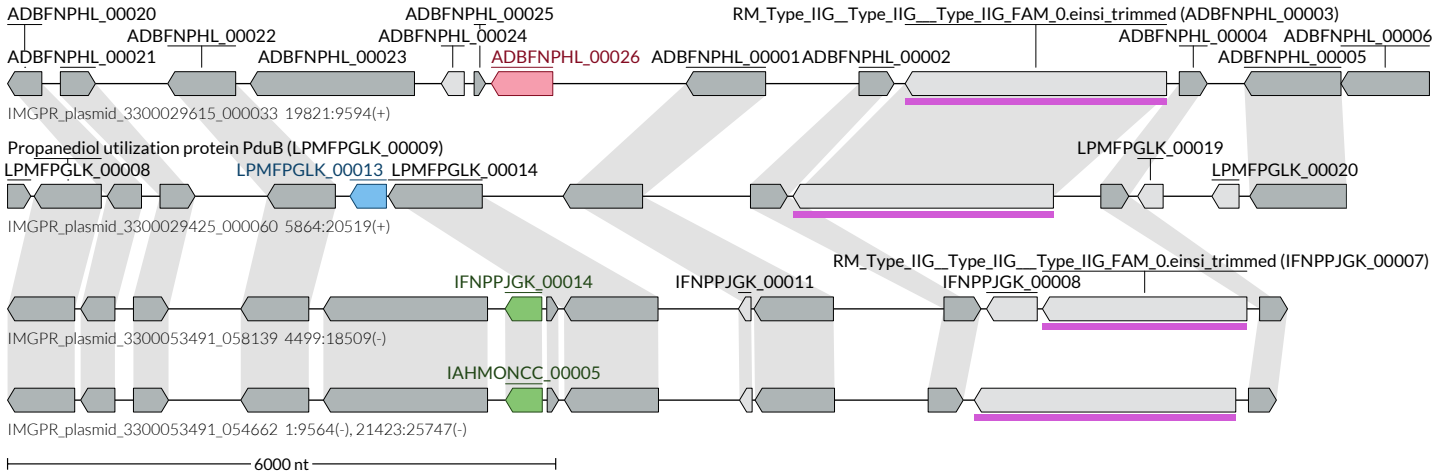 ADBFNPHL_00020
ADBFNPHL_00025
RM_Type_IIG__Type_IIG___Type_IIG_FAM_0.einsi_trimmed (ADBFNPHL_00003)
ADBFNPHL_00022
ADBFNPHL_00024
ADBFNPHL_00004
ADBFNPHL_00006
ADBFNPHL_00021
ADBFNPHL_00023
ADBFNPHL_00026
ADBFNPHL_00001
ADBFNPHL_00002
ADBFNPHL_00005
IMGPR_plasmid_3300029615_000033 19821:9594(+)
Propanediol utilization protein PduB (LPMFPGLK_00009)
LPMFPGLK_00019
LPMFPGLK_00008
LPMFPGLK_00013
LPMFPGLK_00014
LPMFPGLK_00020
IMGPR_plasmid_3300029425_000060 5864:20519(+)
RM_Type_IIG__Type_IIG___Type_IIG_FAM_0.einsi_trimmed (IFNPPJGK_00007)
IFNPPJGK_00014
IFNPPJGK_00011
IFNPPJGK_00008
IMGPR_plasmid_3300053491_058139 4499:18509(-)
IAHMONCC_00005
IMGPR_plasmid_3300053491_054662 1:9564(-), 21423:25747(-)
6000 nt